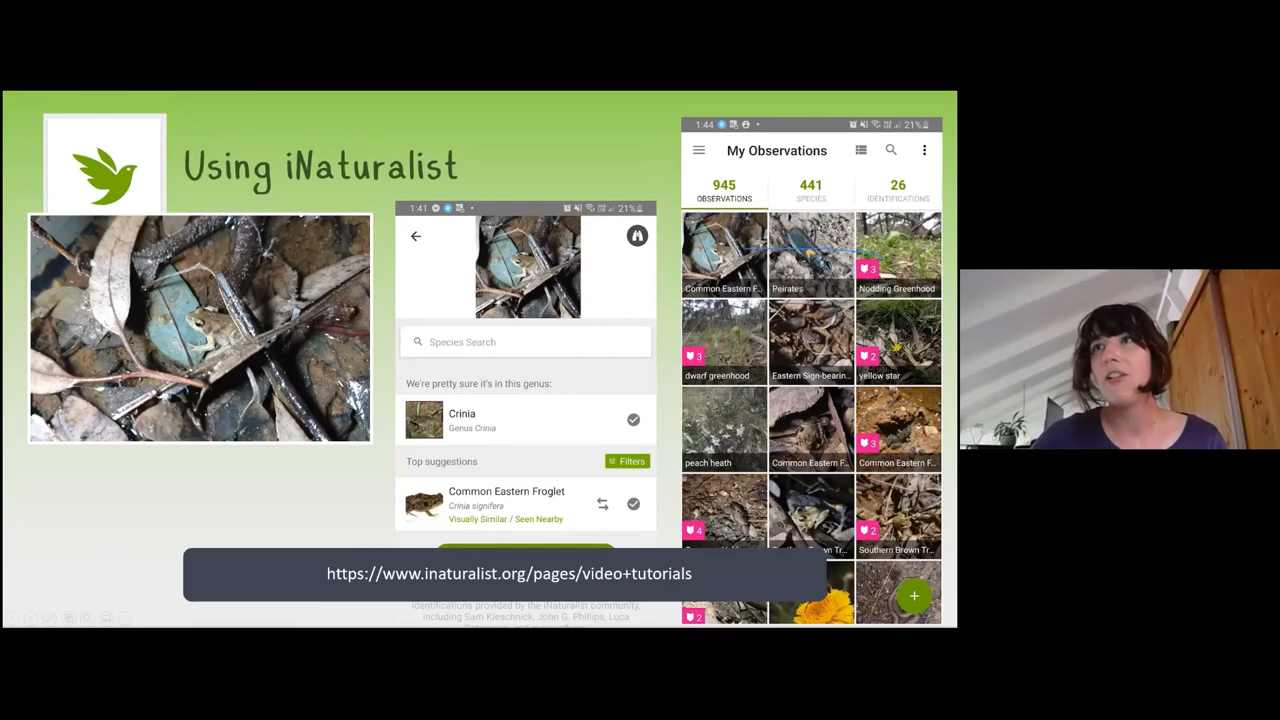 Using iNaturalist
1:41
21%
Species Search
We're pretty sure it's in this genus:
Crinia
Genus Crinia
Top suggestions
Filters
Common Eastern Froglet
Crinia signifera
Visually Similar / Seen Nearby
https://www.inaturalist.org/pages/video+tutorials
Identifications provided by the iNaturalist community,
including Sam Kieschnick, John G. Phillips, Luca
1:44
21%
My Observations
945
441
26
OBSERVATIONS
SPECIES
IDENTIFICATIONS
3
Common Eastern F...
Peirates
Nodding Greenhood
3
2
dwarf greenhood
Eastern Sign-bearin...
yellow star
3
peach heath
Common Eastern F...
Common Eastern F...
4
2
Southern Brown Tr...
2
+